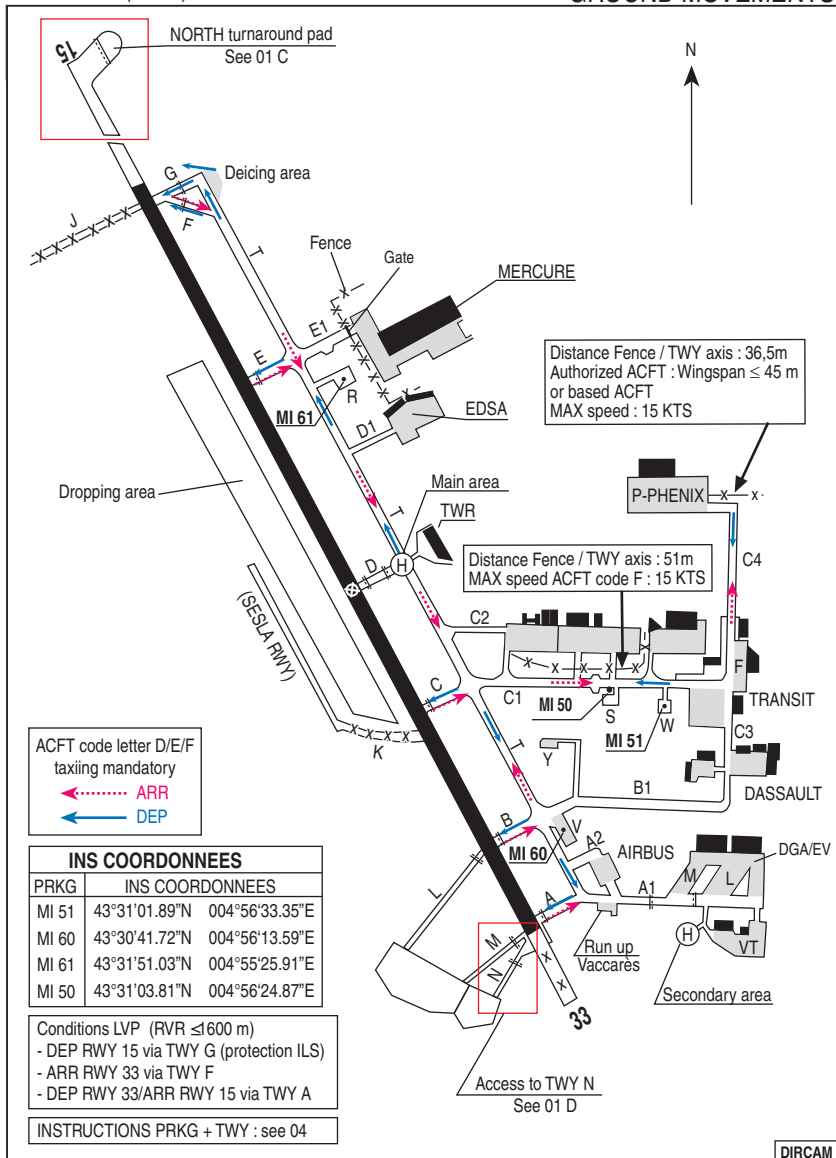 GROUND MOVEMENTS
NORTH turnaround pad
See 01 C
15
N
G
Deicing area
J
F
T
Fence
Gate
MERCURE
E1
E
R
MI 61
EDSA
D1
Distance Fence / TWY axis : 36,5m
Authorized ACFT : Wingspan ≤ 45 m
or based ACFT
MAX speed : 15 KTS
Dropping area
T
Main area
TWR
P-PHENIX
D
H
Distance Fence / TWY axis : 51m
MAX speed ACFT code F : 15 KTS
C4
(SESLA RWY)
C2
F
C
C1
MI 50
S
W
MI 51
TRANSIT
C3
K
T
Y
B1
DASSAULT
ACFT code letter D/E/F
taxiing mandatory
ARR
DEP
B
V
MI 60
A2
AIRBUS
DGA/EV
L
A
A1
M
L
INS COORDONNEES
PRKG INS COORDONNEES
MI 51 43°31'01.89"N 004°56'33.35"E
MI 60 43°30'41.72"N 004°56'13.59"E
MI 61 43°31'51.03"N 004°55'25.91"E
MI 50 43°31'03.81"N 004°56'24.87"E
M
N
33
Run up
Vaccares
H
VT
Secondary area
Conditions LVP (RVR ≤1600 m)
- DEP RWY 15 via TWY G (protection ILS)
- ARR RWY 33 via TWY F
- DEP RWY 33/ARR RWY 15 via TWY A
Access to TWY N
See 01 D
INSTRUCTIONS PRKG + TWY : see 04
DIRCAM